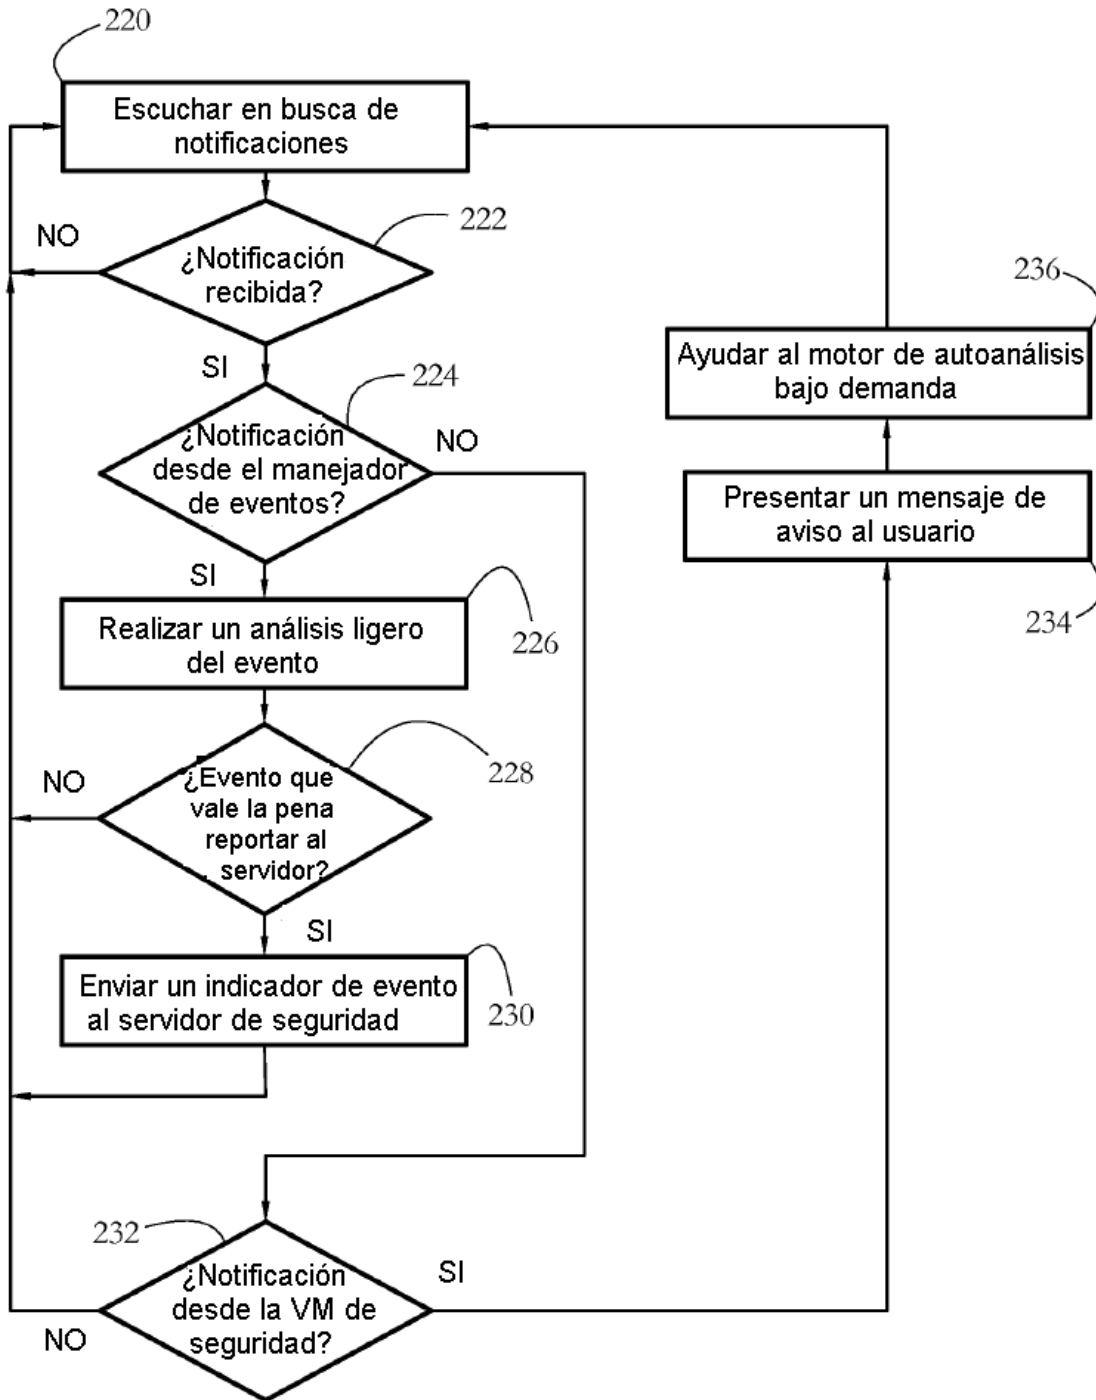 220
Escuchar en busca de
notificaciones
NO
222
¿Notificación
recibida?
SI
224
¿Notificación
desde el manejador
de eventos?
NO
SI
Realizar un análisis ligero
del evento
226
NO
228
¿Evento que
vale la pena
reportar al
servidor?
SI
Enviar un indicador de evento
al servidor de seguridad
230
232
¿Notificación
desde la VM de
seguridad?
SI
NO
236
Ayudar al motor de autoanálisis
bajo demanda
Presentar un mensaje de
aviso al usuario
234